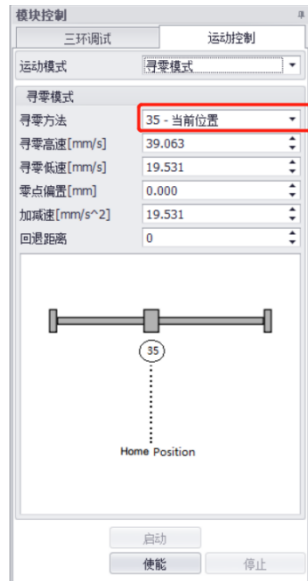 模块控制
三环调试 运动控制
运动模式 寻零模式
寻零模式
寻零方法 35 - 当前位置
寻零高速[mm/s] 39.063
寻零低速[mm/s] 19.531
零点偏置[mm] 0.000
加减速[mm/s^2] 19.531
回退距离 0
35
Home Position
启动
使能 停止